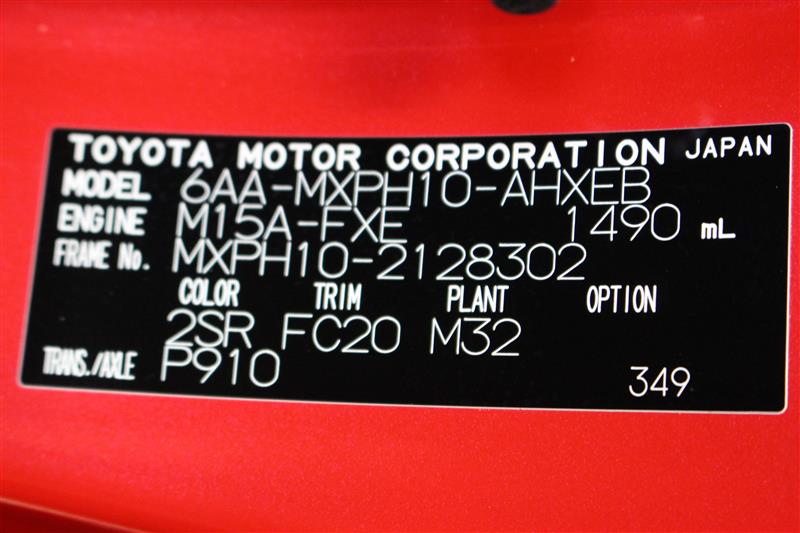 TOYOTA MOTOR CORPORATION JAPAN
MODEL 6AA-MXPH10-AHXEB
ENGINE M15A-FXE 1490 mL
FRAME No. MXPH10-2128302
COLOR TRIM PLANT OPTION
2SR FC20 M32
TRANS./AXLE P910 349